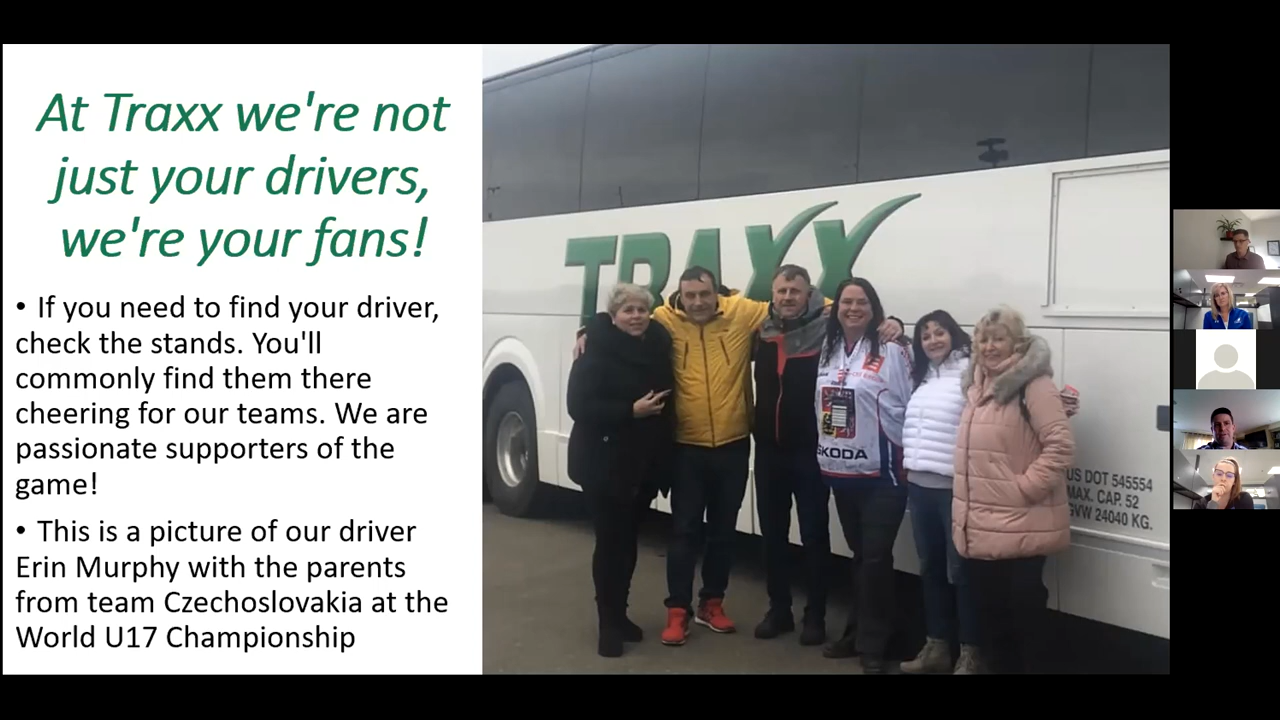 At Traxx we're not
just your drivers,
we're your fans!
• If you need to find your driver,
check the stands. You'll
commonly find them there
cheering for our teams. We are
passionate supporters of the
game!
• This is a picture of our driver
Erin Murphy with the parents
from team Czechoslovakia at the
World U17 Championship
TRAXX
ŠKODA
US DOT 545554
MAX. CAP. 52
GVW 24040 KG.